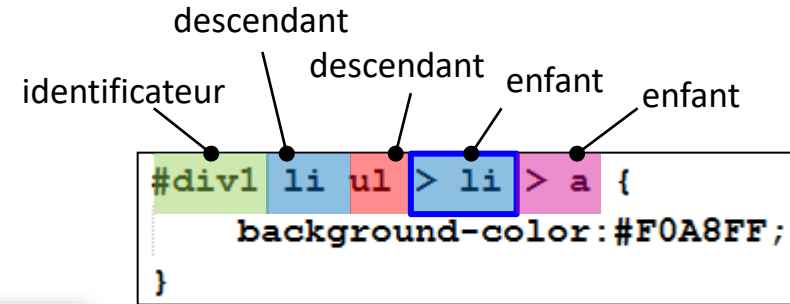 descendant
descendant
enfant
identificateur
enfant
#div1 li ul > li > a {
background-color:#F0A8FF;
}